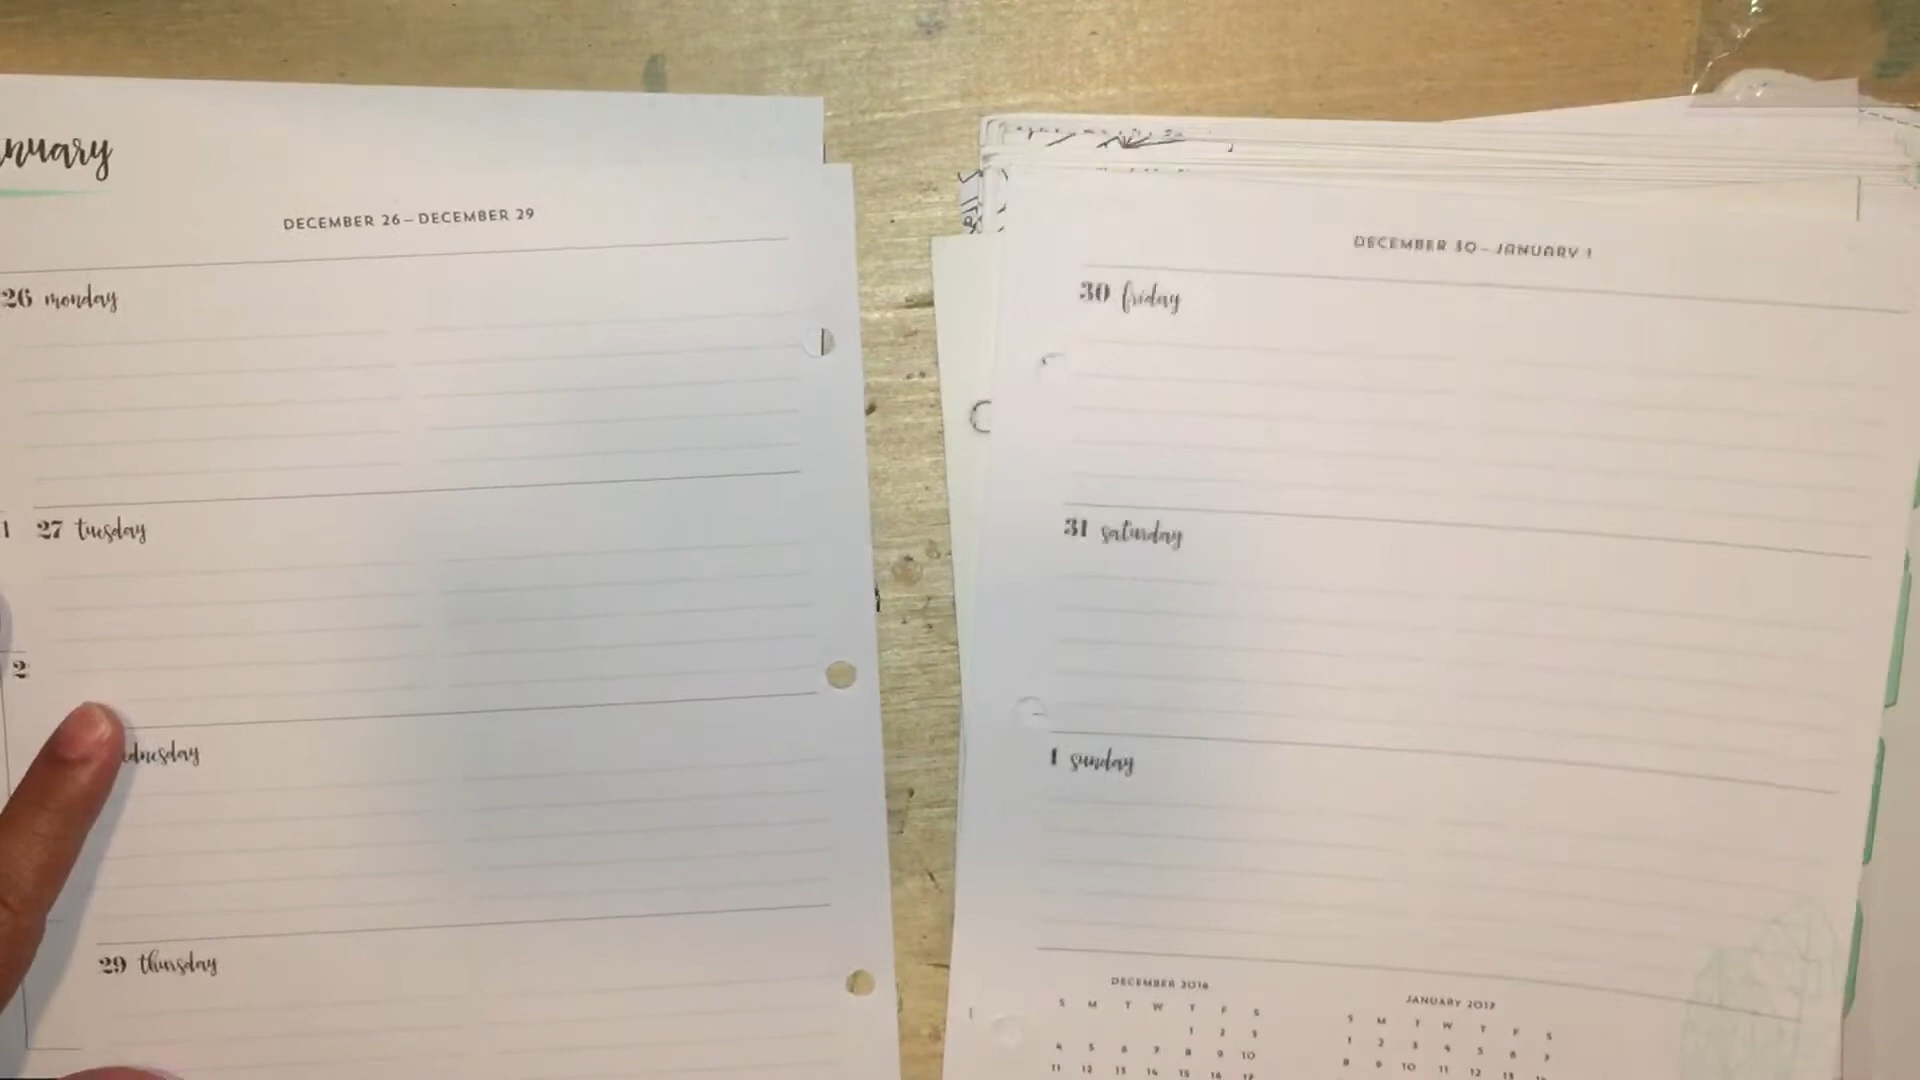 nuary
DECEMBER 26 – DECEMBER 29
26 monday
1
27 tuesday
2
ednesday
29 thursday
DECEMBER 30 – JANUARY 1
30 friday
31 saturday
1 sunday
DECEMBER 2016
S M T W T F S
1 2 3
4 5 6 7 8 9 10
11 12 13 14 15 16 17
JANUARY 2017
S M T W T F S
1 2 3 4 5 6 7
8 9 10 11 12 13